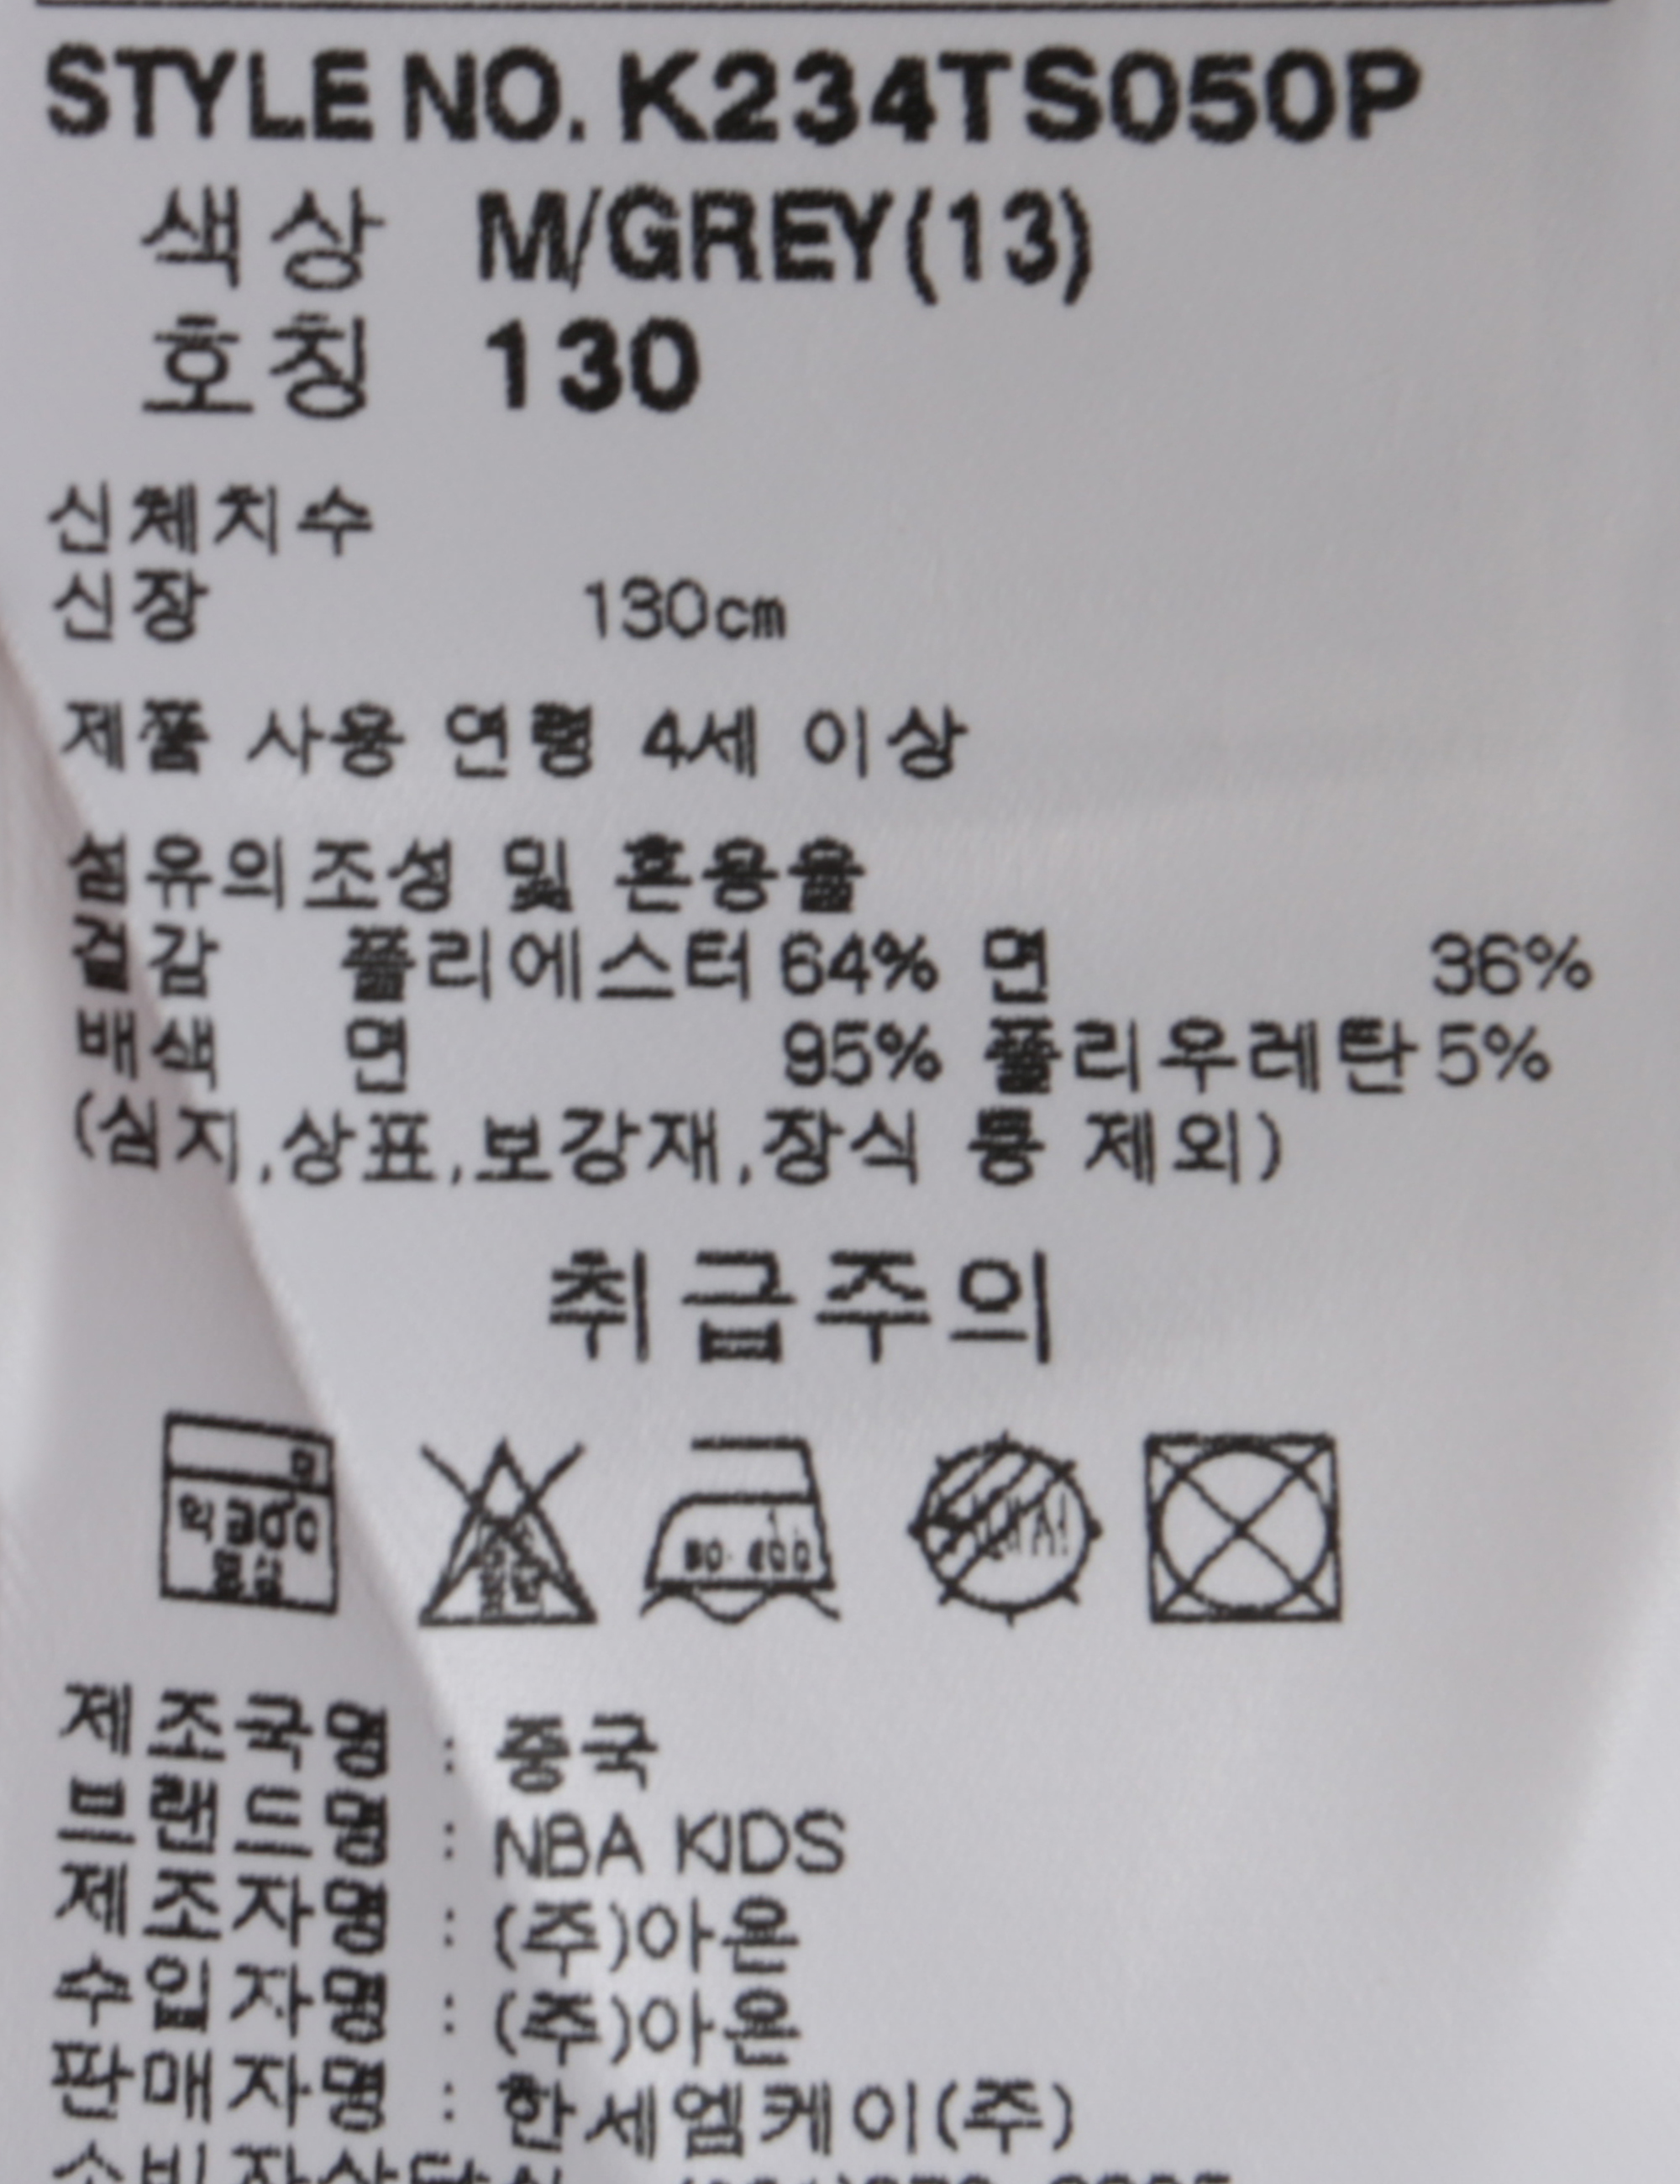 STYLE NO. K234TS050P
색상 M/GREY(13)
호칭 130
신체치수
신장 130cm
제품 사용 연령 4세 이상
섬유의조성 및 혼용율
겉감 폴리에스터 64% 면 36%
배색 면 95% 폴리우레탄 5%
(심지,상표,보강재,장식 등 제외)
취급주의
제조국명 : 중국
브랜드명 : NBA KIDS
제조자명 : (주)아온
수입자명 : (주)아온
판매자명 : 한세엠케이(주)